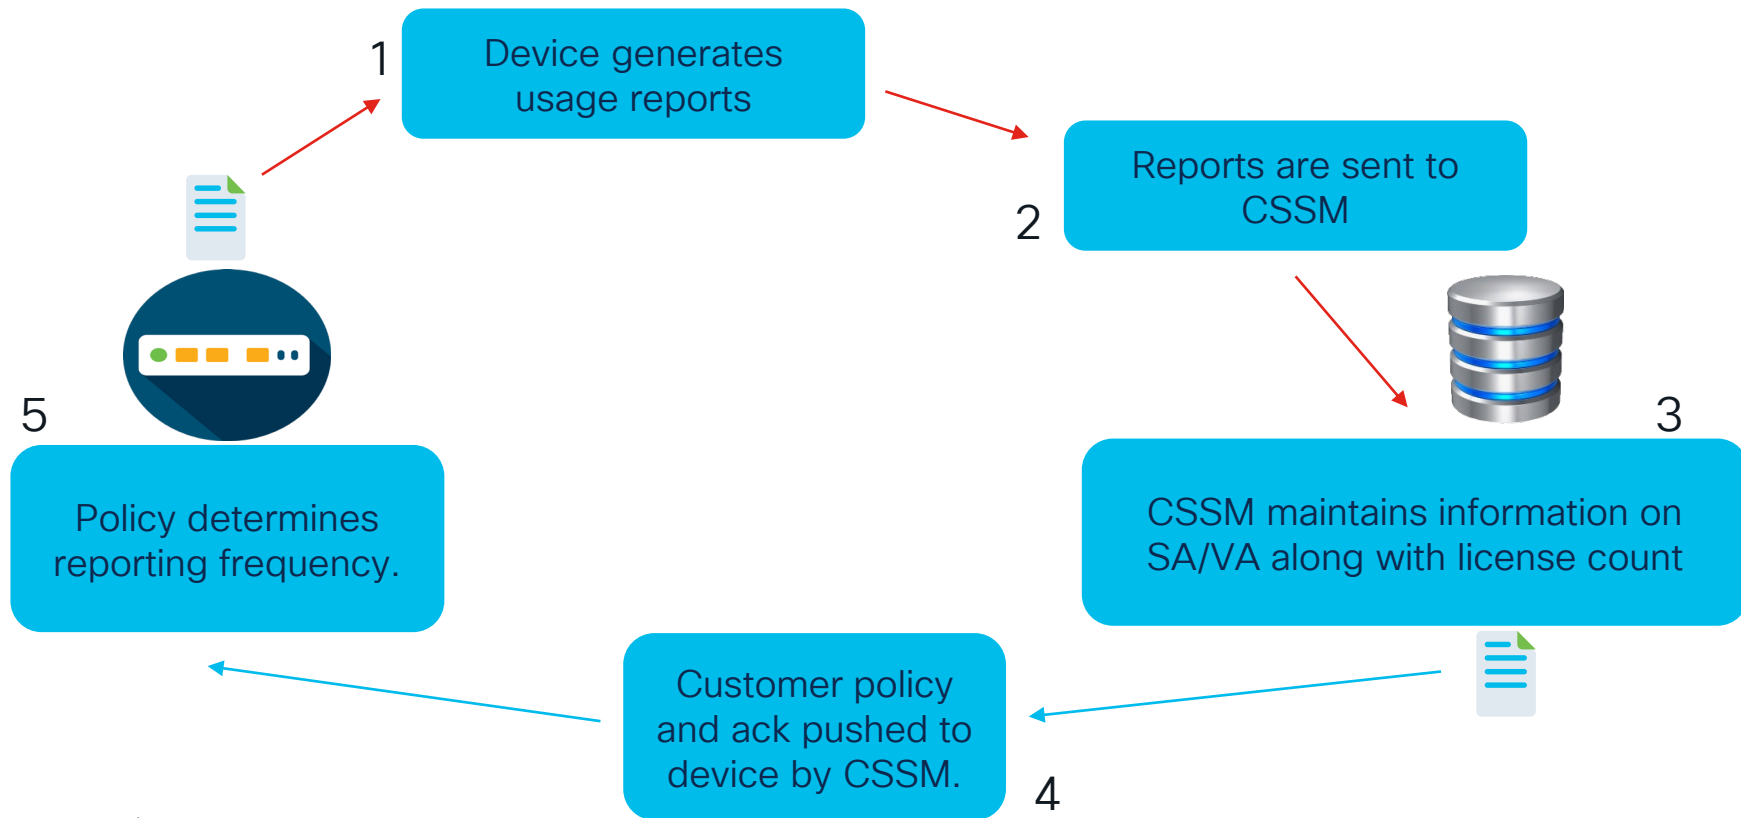 1
Device generates
usage reports
2
Reports are sent to
CSSM
3
CSSM maintains information on
SA/VA along with license count
4
Customer policy
and ack pushed to
device by CSSM.
5
Policy determines
reporting frequency.